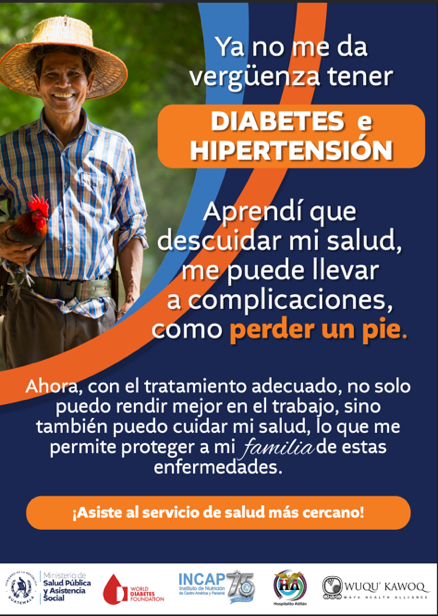 Ya no me da
vergüenza tener
DIABETES e
HIPERTENSIÓN
Aprendí que
descuidar mi salud,
me puede llevar
a complicaciones,
como perder un pie.
Ahora, con el tratamiento adecuado, no solo
puedo rendir mejor en el trabajo, sino
también puedo cuidar mi salud, lo que me
permite proteger a mi familia de estas
enfermedades.
¡Asiste al servicio de salud más cercano!
GUATEMALA
Ministerio de
Salud Pública
y Asistencia
Social
WORLD
DIABETES
FOUNDATION
INCAP 75
Instituto de Nutrición
de Centro América y Panamá
Hospitalito Atitlán
WUQU' KAWOQ
MAYA HEALTH ALLIANCE